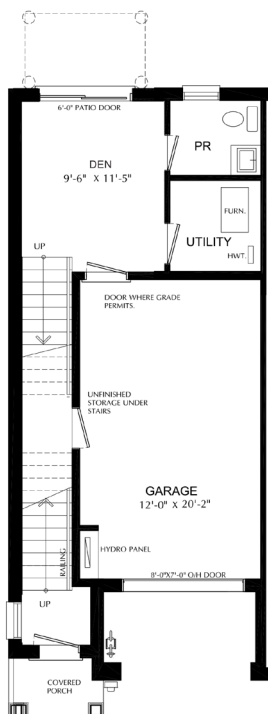 6'-0" PATIO DOOR
DEN
9'-6" X 11'-5"
PR
FURN.
UTILITY
HWT.
UP
DOOR WHERE GRADE
PERMITS.
UNFINISHED
STORAGE UNDER
STAIRS
GARAGE
12'-0" X 20'-2"
HYDRO PANEL
RAILING
8'-0"X7'-0" O/H DOOR
UP
COVERED
PORCH